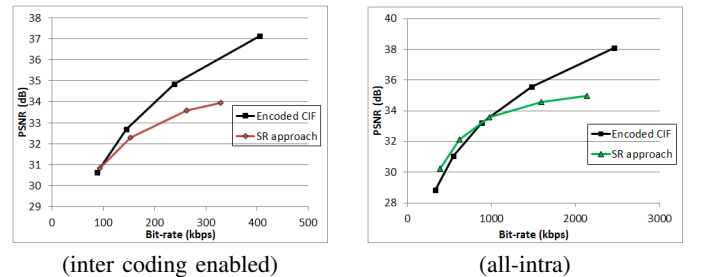 38
37
36
35
34
33
32
31
30
29
PSNR (dB)
0
100
200
300
400
500
Bit-rate (kbps)
Encoded CIF
SR approach
(inter coding enabled)
40
38
36
34
32
30
28
PSNR (dB)
0
1000
2000
3000
Bit-rate (kbps)
Encoded CIF
SR approach
(all-intra)